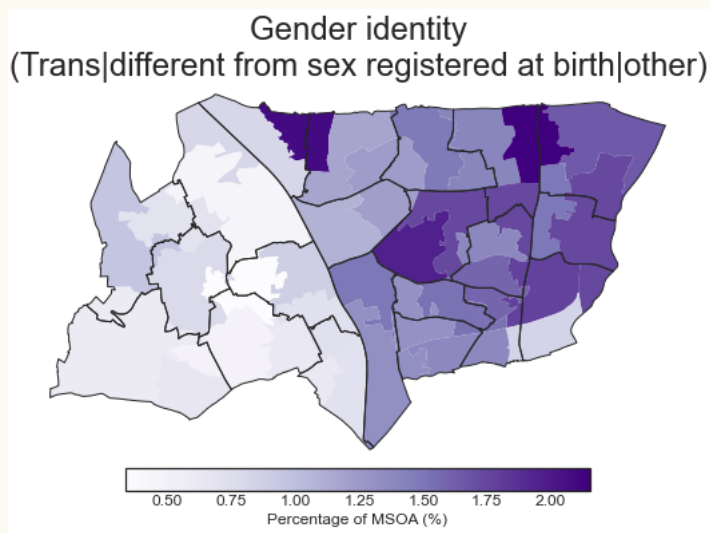 Gender identity
(Trans|different from sex registered at birth|other)
0.50 0.75 1.00 1.25 1.50 1.75 2.00
Percentage of MSOA (%)